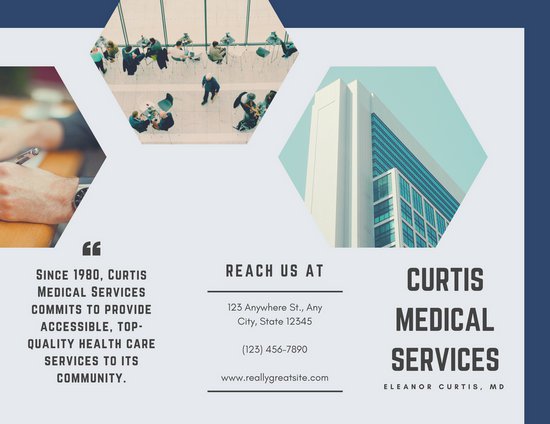 ❝
Since 1980, Curtis
Medical Services
commits to provide
accessible, top-
quality health care
services to its
community.
REACH US AT
123 Anywhere St., Any
City, State 12345
(123) 456-7890
www.reallygreatsite.com
CURTIS
MEDICAL
SERVICES
ELEANOR CURTIS, MD